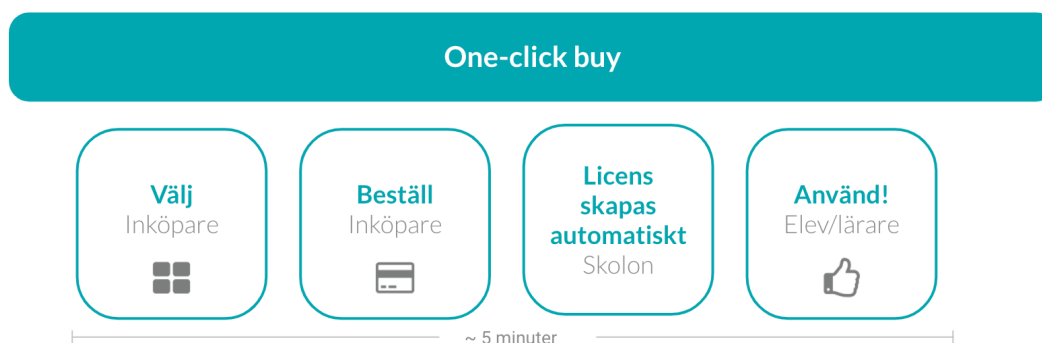 One-click buy
Välj
Inköpare
Beställ
Inköpare
Licens
skapas
automatiskt
Skolon
Använd!
Elev/lärare
~ 5 minuter